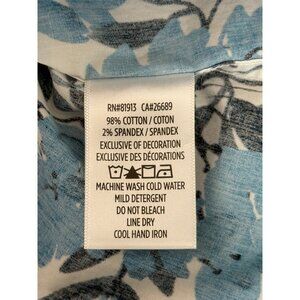 RN#81913 CA#26689
98% COTTON / COTON
2% SPANDEX / SPANDEX
EXCLUSIVE OF DECORATION
EXCLUSIVE DES DÉCORATIONS
MACHINE WASH COLD WATER
MILD DETERGENT
DO NOT BLEACH
LINE DRY
COOL HAND IRON